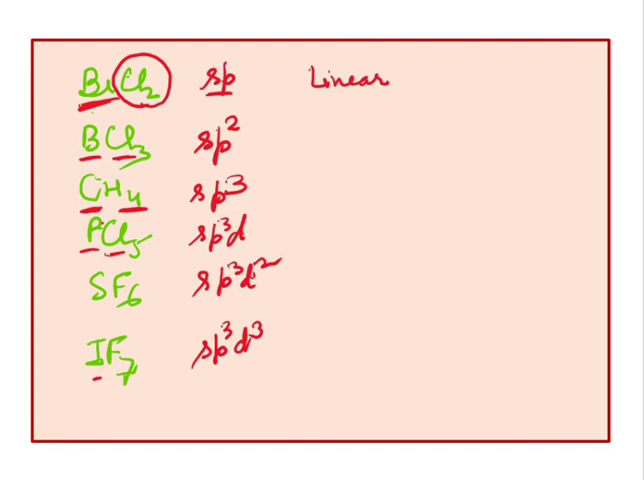 BeCl2 sp Linear
BCl3 sp²
CH4 sp³
PCl5 sp³d
SF6 sp³d²
IF7 sp³d³